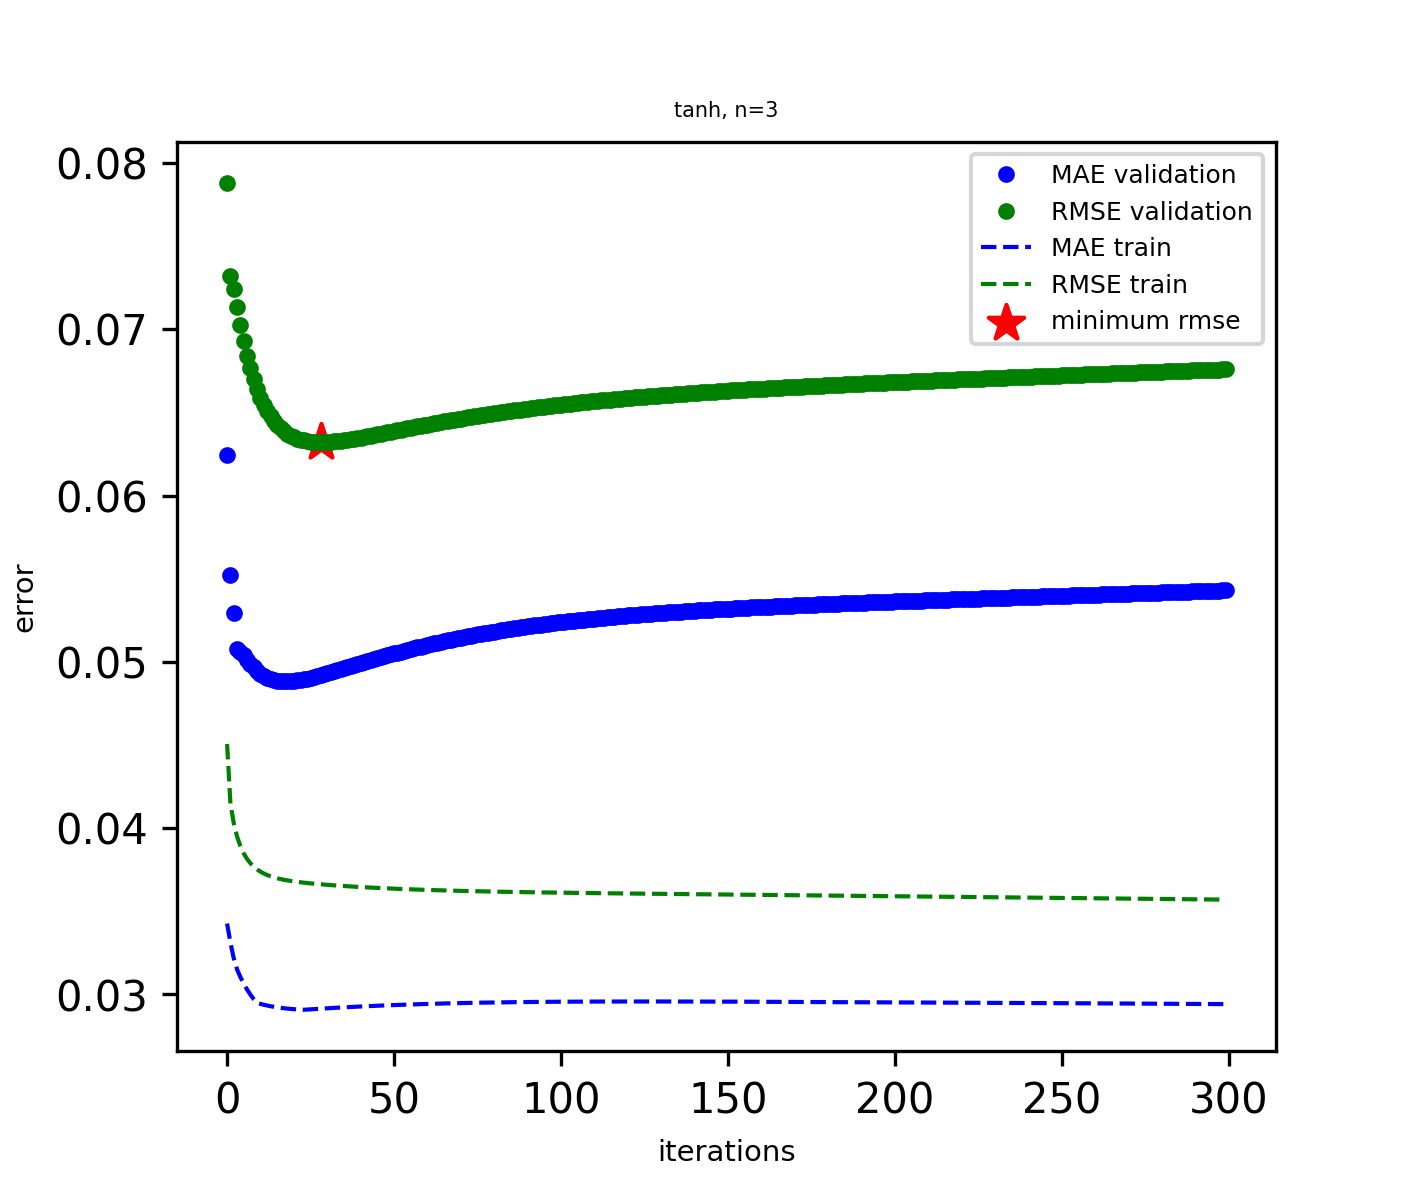 tanh, n=3
0.08
0.07
0.06
0.05
0.04
0.03
error
0 50 100 150 200 250 300
iterations
MAE validation
RMSE validation
MAE train
RMSE train
minimum rmse